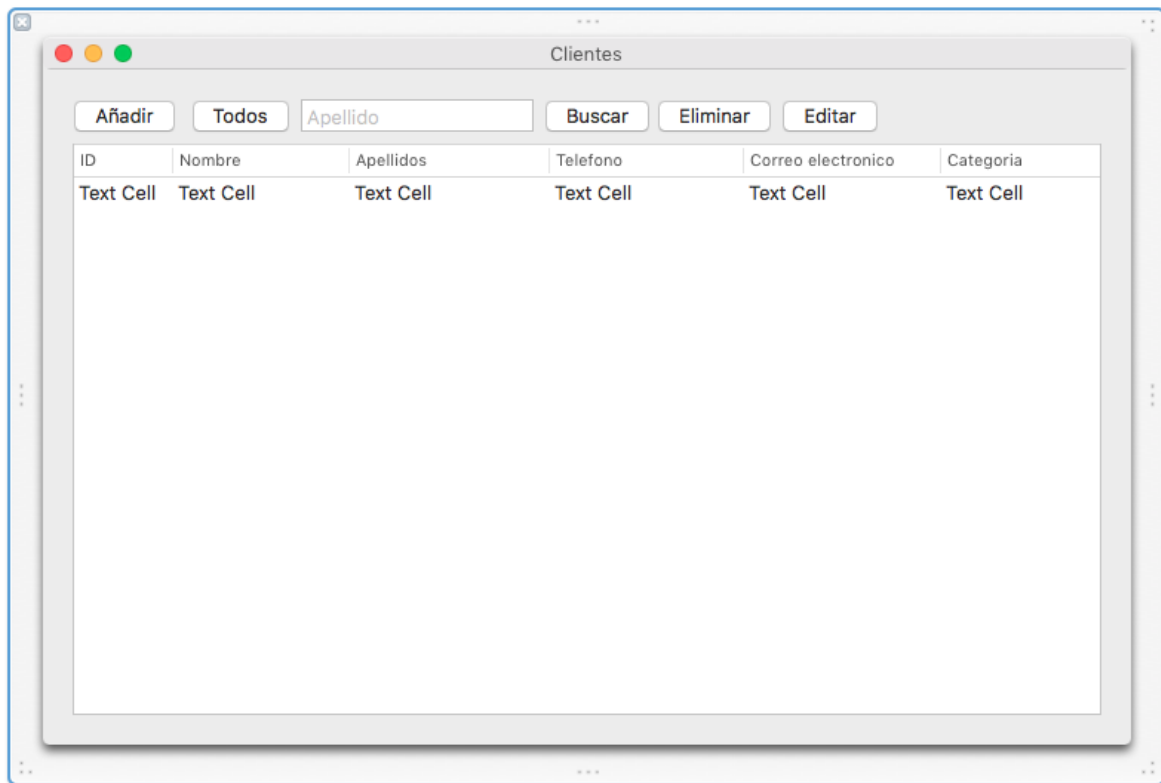 Clientes
Añadir Todos Apellido Buscar Eliminar Editar
ID Nombre Apellidos Telefono Correo electronico Categoria
Text Cell Text Cell Text Cell Text Cell Text Cell Text Cell